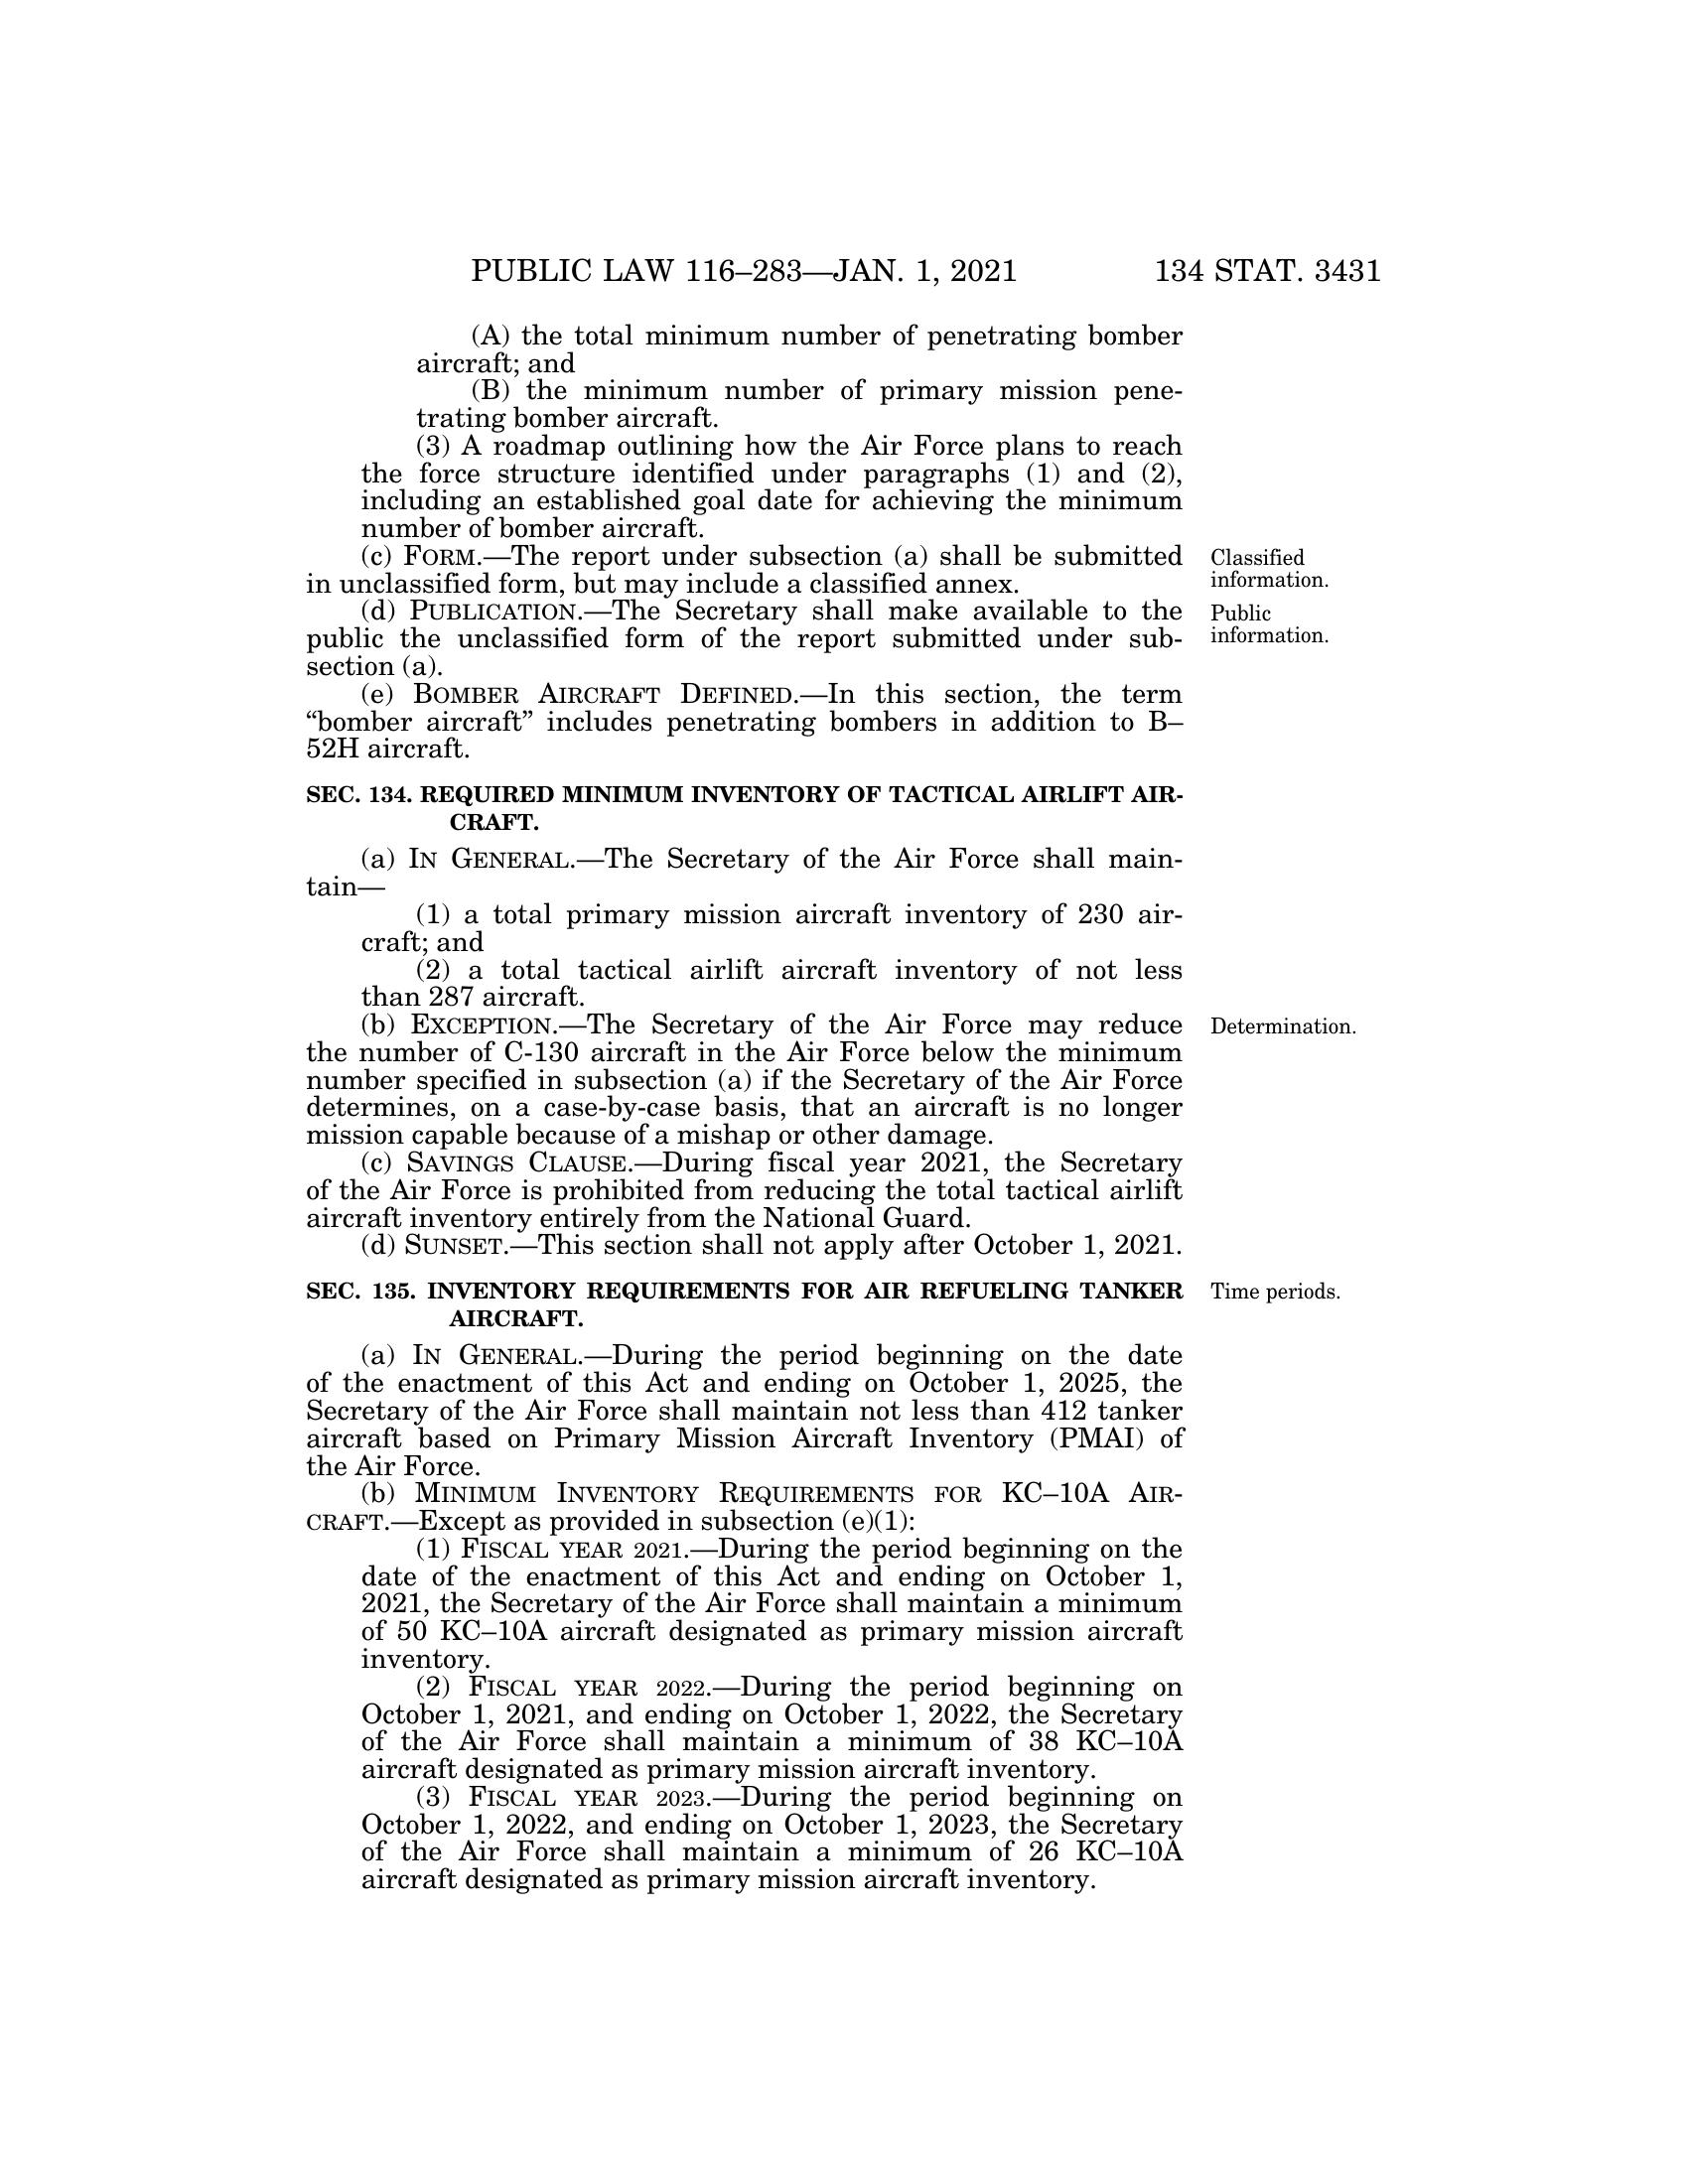 PUBLIC LAW 116–283—JAN. 1, 2021 134 STAT. 3431
(A) the total minimum number of penetrating bomber
aircraft; and
(B) the minimum number of primary mission pene-
trating bomber aircraft.
(3) A roadmap outlining how the Air Force plans to reach
the force structure identified under paragraphs (1) and (2),
including an established goal date for achieving the minimum
number of bomber aircraft.
(c) FORM.—The report under subsection (a) shall be submitted
in unclassified form, but may include a classified annex.
Classified
information.
(d) PUBLICATION.—The Secretary shall make available to the
public the unclassified form of the report submitted under sub-
section (a).
Public
information.
(e) BOMBER AIRCRAFT DEFINED.—In this section, the term
“bomber aircraft” includes penetrating bombers in addition to B–
52H aircraft.
SEC. 134. REQUIRED MINIMUM INVENTORY OF TACTICAL AIRLIFT AIR-
CRAFT.
(a) IN GENERAL.—The Secretary of the Air Force shall main-
tain—
(1) a total primary mission aircraft inventory of 230 air-
craft; and
(2) a total tactical airlift aircraft inventory of not less
than 287 aircraft.
(b) EXCEPTION.—The Secretary of the Air Force may reduce
the number of C-130 aircraft in the Air Force below the minimum
number specified in subsection (a) if the Secretary of the Air Force
determines, on a case-by-case basis, that an aircraft is no longer
mission capable because of a mishap or other damage.
Determination.
(c) SAVINGS CLAUSE.—During fiscal year 2021, the Secretary
of the Air Force is prohibited from reducing the total tactical airlift
aircraft inventory entirely from the National Guard.
(d) SUNSET.—This section shall not apply after October 1, 2021.
SEC. 135. INVENTORY REQUIREMENTS FOR AIR REFUELING TANKER
AIRCRAFT.
Time periods.
(a) IN GENERAL.—During the period beginning on the date
of the enactment of this Act and ending on October 1, 2025, the
Secretary of the Air Force shall maintain not less than 412 tanker
aircraft based on Primary Mission Aircraft Inventory (PMAI) of
the Air Force.
(b) MINIMUM INVENTORY REQUIREMENTS FOR KC–10A AIR-
CRAFT.—Except as provided in subsection (e)(1):
(1) FISCAL YEAR 2021.—During the period beginning on the
date of the enactment of this Act and ending on October 1,
2021, the Secretary of the Air Force shall maintain a minimum
of 50 KC–10A aircraft designated as primary mission aircraft
inventory.
(2) FISCAL YEAR 2022.—During the period beginning on
October 1, 2021, and ending on October 1, 2022, the Secretary
of the Air Force shall maintain a minimum of 38 KC–10A
aircraft designated as primary mission aircraft inventory.
(3) FISCAL YEAR 2023.—During the period beginning on
October 1, 2022, and ending on October 1, 2023, the Secretary
of the Air Force shall maintain a minimum of 26 KC–10A
aircraft designated as primary mission aircraft inventory.